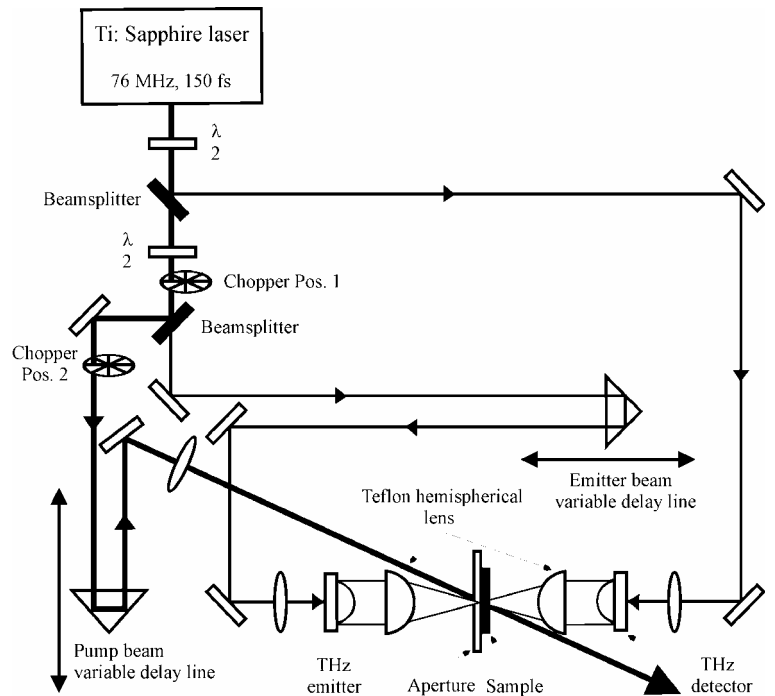 Ti: Sapphire laser
76 MHz, 150 fs
λ
2
Beamsplitter
λ
2
Chopper Pos. 1
Beamsplitter
Chopper
Pos. 2
Emitter beam
variable delay line
Teflon hemispherical
lens
Pump beam
variable delay line
THz
emitter
Aperture
Sample
THz
detector